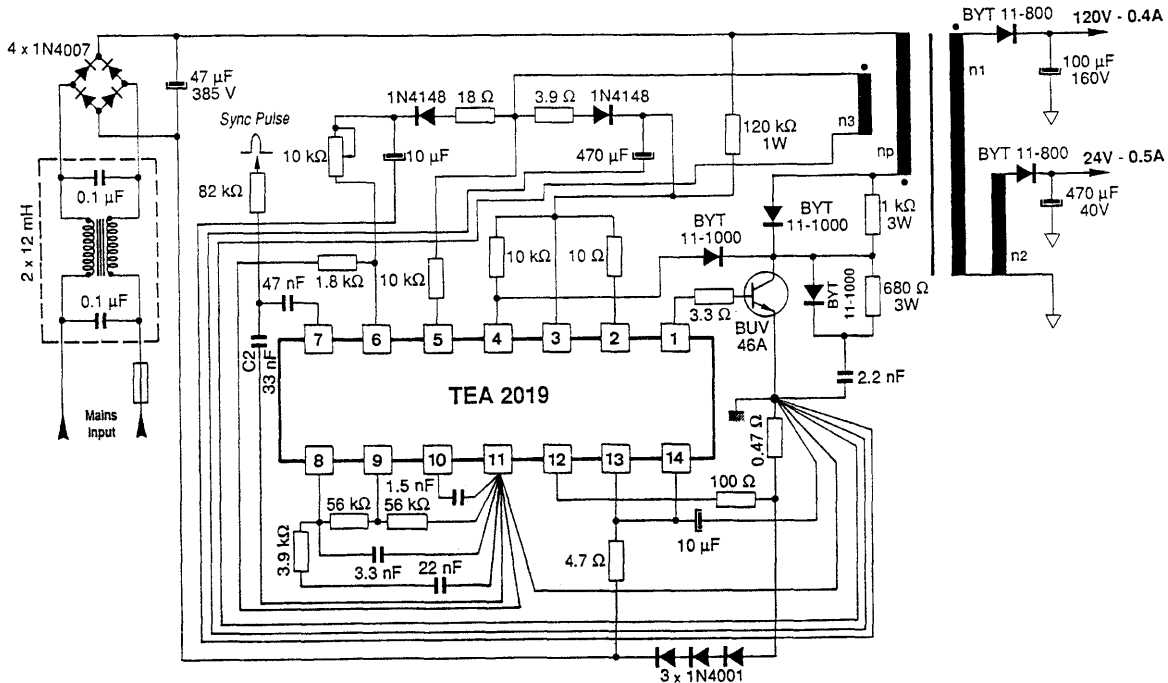 BYT 11-800
120V - 0.4A
4 x 1N4007
47 µF
385 V
100 µF
160V
n1
Sync Pulse
1N4148
18 Ω
3.9 Ω
1N4148
n3
10 kΩ
10 µF
470 µF
120 kΩ
1W
np
BYT 11-800
24V - 0.5A
82 kΩ
470 µF
40V
0.1 µF
2 x 12 mH
BYT
11-1000
1 kΩ
3W
BYT
11-1000
n2
10 kΩ
10 Ω
1.8 kΩ
10 kΩ
47 nF
0.1 µF
3.3 Ω
BYT
11-1000
680 Ω
3W
BUV
46A
7
6
5
4
3
2
1
C2
33 nF
2.2 nF
TEA 2019
Mains
Input
0.47 Ω
8
9
10
11
12
13
14
1.5 nF
100 Ω
56 kΩ
56 kΩ
10 µF
3.9 kΩ
3.3 nF
22 nF
4.7 Ω
3 x 1N4001